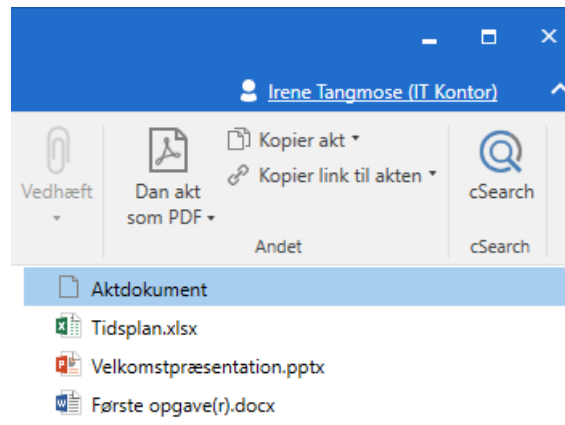 Irene Tangmose (IT Kontor)
Vedhæft
Dan akt
som PDF
Kopier akt
Kopier link til akten
cSearch
Andet
cSearch
Aktdokument
Tidsplan.xlsx
Velkomstpræsentation.pptx
Første opgave(r).docx